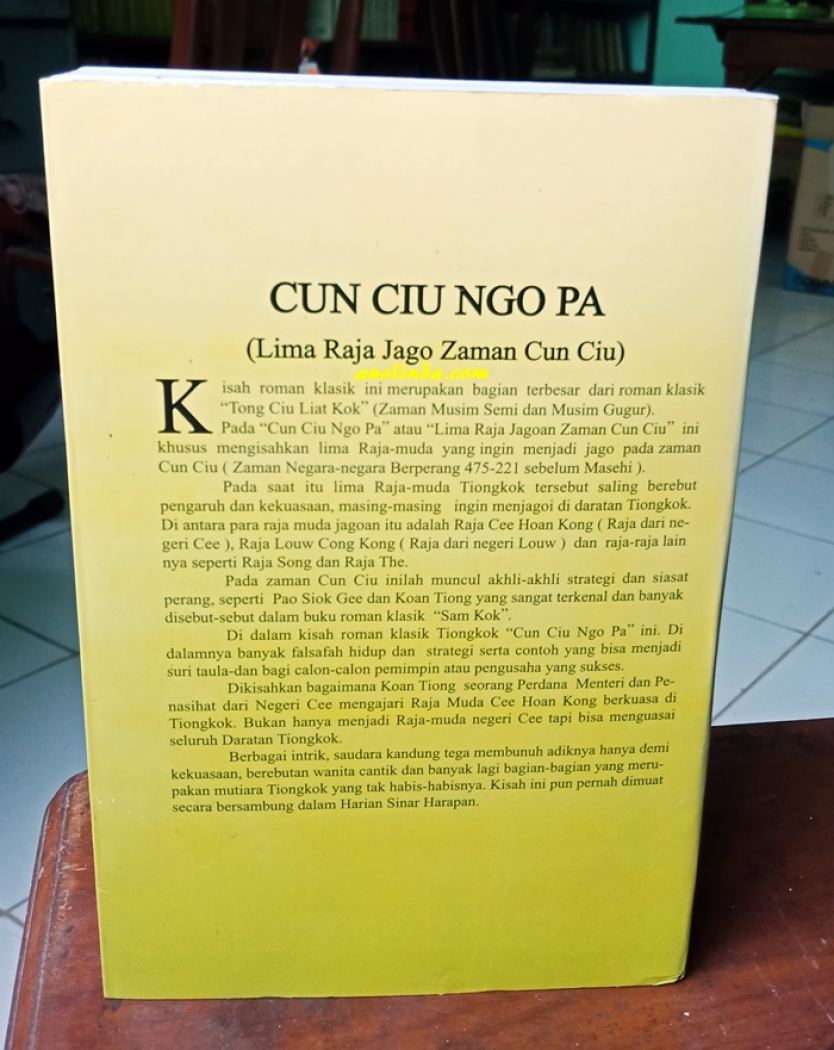 CUN CIU NGO PA
(Lima Raja Jago Zaman Cun Ciu)
anelinda.com
Kisah roman klasik ini merupakan bagian terbesar dari roman klasik
“Tong Ciu Liat Kok” (Zaman Musim Semi dan Musim Gugur).
Pada “Cun Ciu Ngo Pa” atau “Lima Raja Jagoan Zaman Cun Ciu” ini
khusus mengisahkan lima Raja-muda yang ingin menjadi jago pada zaman
Cun Ciu ( Zaman Negara-negara Berperang 475-221 sebelum Masehi ).
Pada saat itu lima Raja-muda Tiongkok tersebut saling berebut
pengaruh dan kekuasaan, masing-masing ingin menjagoi di daratan Tiongkok.
Di antara para raja muda jagoan itu adalah Raja Cee Hoan Kong ( Raja dari ne-
geri Cee ), Raja Louw Cong Kong ( Raja dari negeri Louw ) dan raja-raja lain
nya seperti Raja Song dan Raja The.
Pada zaman Cun Ciu inilah muncul akhli-akhli strategi dan siasat
perang, seperti Pao Siok Gee dan Koan Tiong yang sangat terkenal dan banyak
disebut-sebut dalam buku roman klasik “Sam Kok”.
Di dalam kisah roman klasik Tiongkok “Cun Ciu Ngo Pa” ini. Di
dalamnya banyak falsafah hidup dan strategi serta contoh yang bisa menjadi
suri taula-dan bagi calon-calon pemimpin atau pengusaha yang sukses.
Dikisahkan bagaimana Koan Tiong seorang Perdana Menteri dan Pe-
nasihat dari Negeri Cee mengajari Raja Muda Cee Hoan Kong berkuasa di
Tiongkok. Bukan hanya menjadi Raja-muda negeri Cee tapi bisa menguasai
seluruh Daratan Tiongkok.
Berbagai intrik, saudara kandung tega membunuh adiknya hanya demi
kekuasaan, berebutan wanita cantik dan banyak lagi bagian-bagian yang meru-
pakan mutiara Tiongkok yang tak habis-habisnya. Kisah ini pun pernah dimuat
secara bersambung dalam Harian Sinar Harapan.